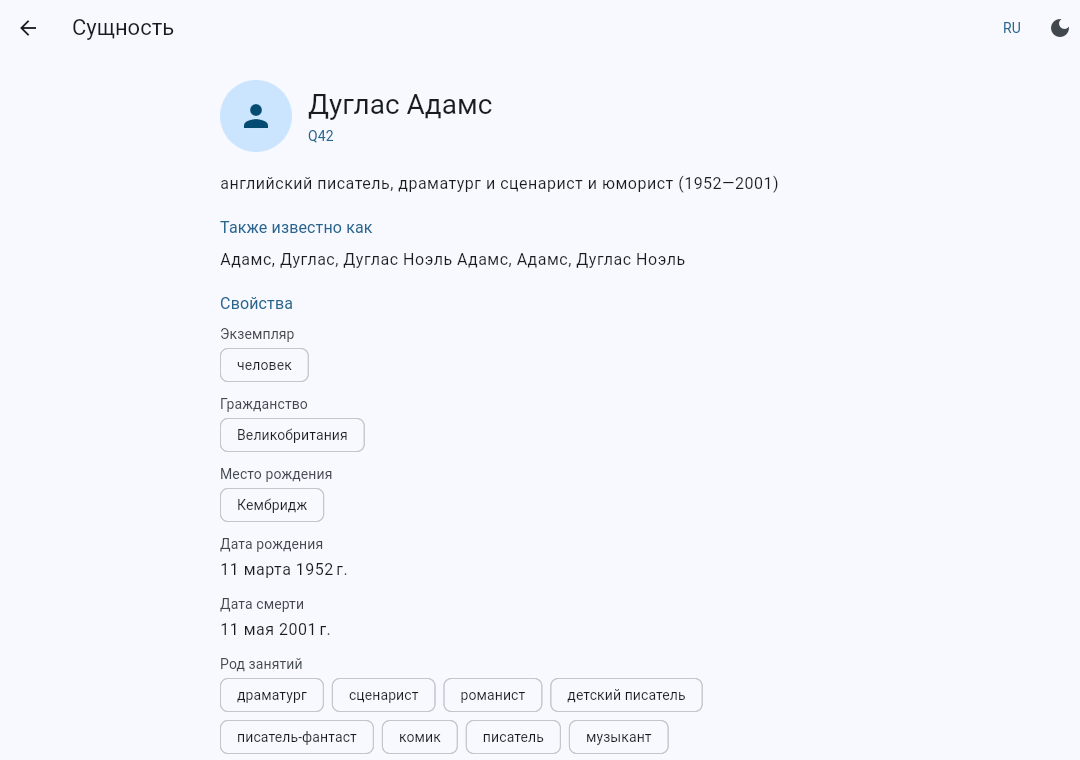 Сущность
RU
Дуглас Адамс
Q42
английский писатель, драматург и сценарист и юморист (1952—2001)
Также известно как
Адамс, Дуглас, Дуглас Ноэль Адамс, Адамс, Дуглас Ноэль
Свойства
Экземпляр
человек
Гражданство
Великобритания
Место рождения
Кембридж
Дата рождения
11 марта 1952 г.
Дата смерти
11 мая 2001 г.
Род занятий
драматург сценарист романист детский писатель
писатель-фантаст комик писатель музыкант